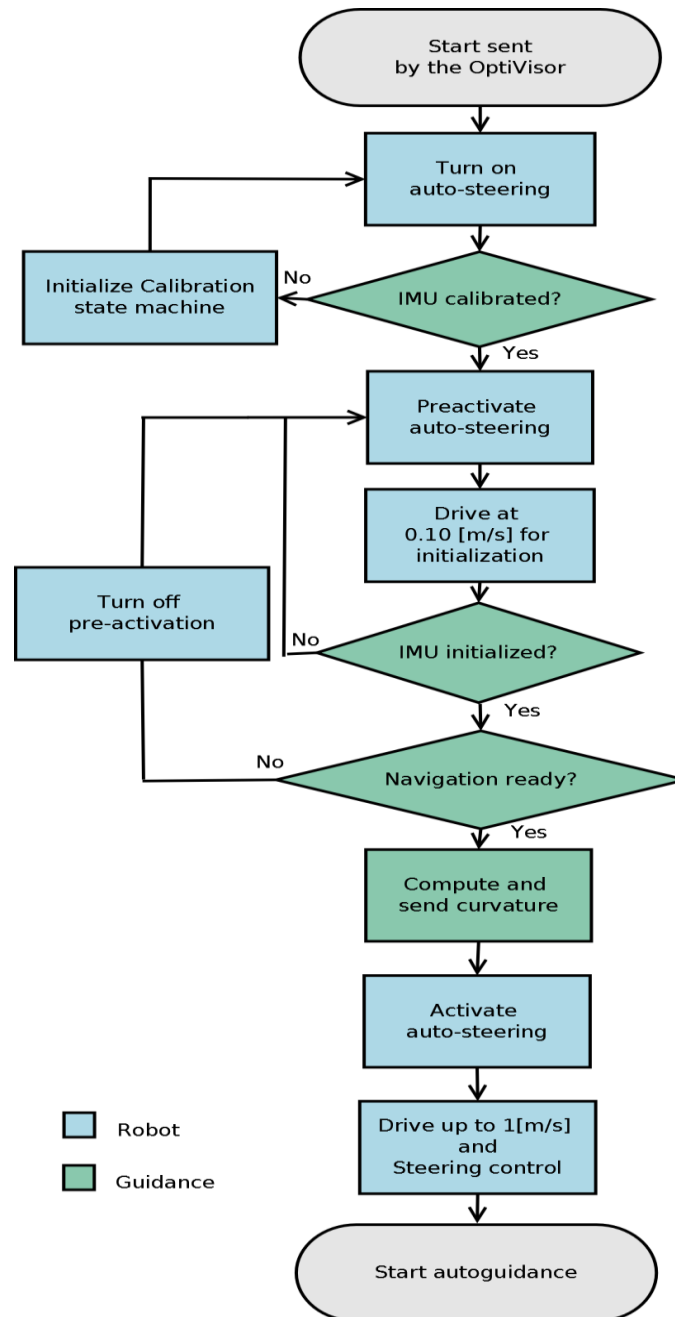 Start sent
by the OptiVisor
Turn on
auto-steering
Initialize Calibration
state machine
No
IMU calibrated?
Yes
Preactivate
auto-steering
Drive at
0.10 [m/s] for
initialization
Turn off
pre-activation
No
IMU initialized?
Yes
No
Navigation ready?
Yes
Compute and
send curvature
Activate
auto-steering
Drive up to 1[m/s]
and
Steering control
Robot
Guidance
Start autoguidance